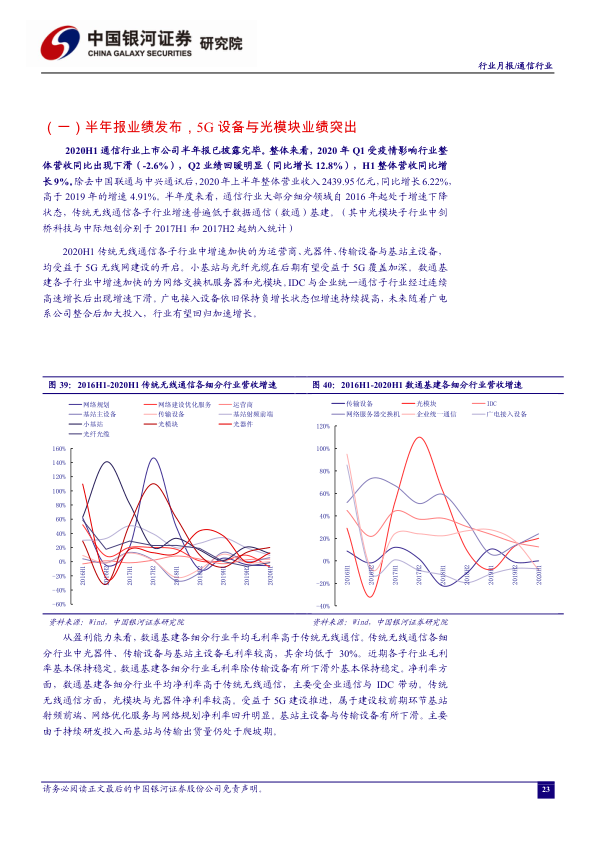 中国银河证券 研究院
CHINA GALAXY SECURITIES
行业月报/通信行业
（一）半年报业绩发布，5G 设备与光模块业绩突出
2020H1 通信行业上市公司半年报已披露完毕。整体来看，2020 年 Q1 受疫情影响行业整
体营收同比出现下滑（-2.6%），Q2 业绩回暖明显（同比增长 12.8%），H1 整体营收同比增
长 9%。除去中国联通与中兴通讯后，2020 年上半年整体营业收入 2439.95 亿元，同比增长 6.22%，
高于 2019 年的增速 4.91%。半年度来看，通信行业大部分细分领域自 2016 年起处于增速下降
状态，传统无线通信各子行业增速普遍低于数据通信（数通）基建。（其中光模块子行业中剑
桥科技与中际旭创分别于 2017H1 和 2017H2 起纳入统计）
2020H1 传统无线通信各子行业中增速加快的为运营商、光器件、传输设备与基站主设备，
均受益于 5G 无线网建设的开启。小基站与光纤光缆在后期有望受益于 5G 覆盖加深。数通基
建各子行业中增速加快的为网络交换机服务器和光模块。IDC 与企业统一通信子行业经过连续
高速增长后出现增速下滑。广电接入设备依旧保持负增长状态但增速持续提高，未来随着广电
系公司整合后加大投入，行业有望回归加速增长。
图 39：2016H1-2020H1 传统无线通信各细分行业营收增速
网络规划 网络建设优化服务 运营商
基站主设备 传输设备 基站射频前端
小基站 光模块 光器件
光纤光缆
160%
140%
120%
100%
80%
60%
40%
20%
0%
-20%
-40%
-60%
2016H1 2016H2 2017H1 2017H2 2018H1 2018H2 2019H1 2019H2 2020H1
资料来源：Wind，中国银河证券研究院
图 40：2016H1-2020H1 数通基建各细分行业营收增速
传输设备 光模块 IDC
网络服务器交换机 企业统一通信 广电接入设备
120%
100%
80%
60%
40%
20%
0%
-20%
-40%
2016H1 2016H2 2017H1 2017H2 2018H1 2018H2 2019H1 2019H2 2020H1
资料来源：Wind，中国银河证券研究院
从盈利能力来看，数通基建各细分行业平均毛利率高于传统无线通信。传统无线通信各细
分行业中光器件，传输设备与基站主设备毛利率较高，其余均低于 30%。近期各子行业毛利
率基本保持稳定。数通基建各细分行业毛利率除传输设备有所下滑外基本保持稳定。净利率方
面，数通基建各细分行业平均净利率高于传统无线通信，主要受企业通信与 IDC 带动。传统
无线通信方面，光模块与光器件净利率较高。受益于 5G 建设推进，属于建设较前期环节基站
射频前端、网络优化服务与网络规划净利率回升明显。基站主设备与传输设备有所下滑。主要
由于持续研发投入而基站与传输出货量仍处于爬坡期。
请务必阅读正文最后的中国银河证券股份公司免责声明。
23